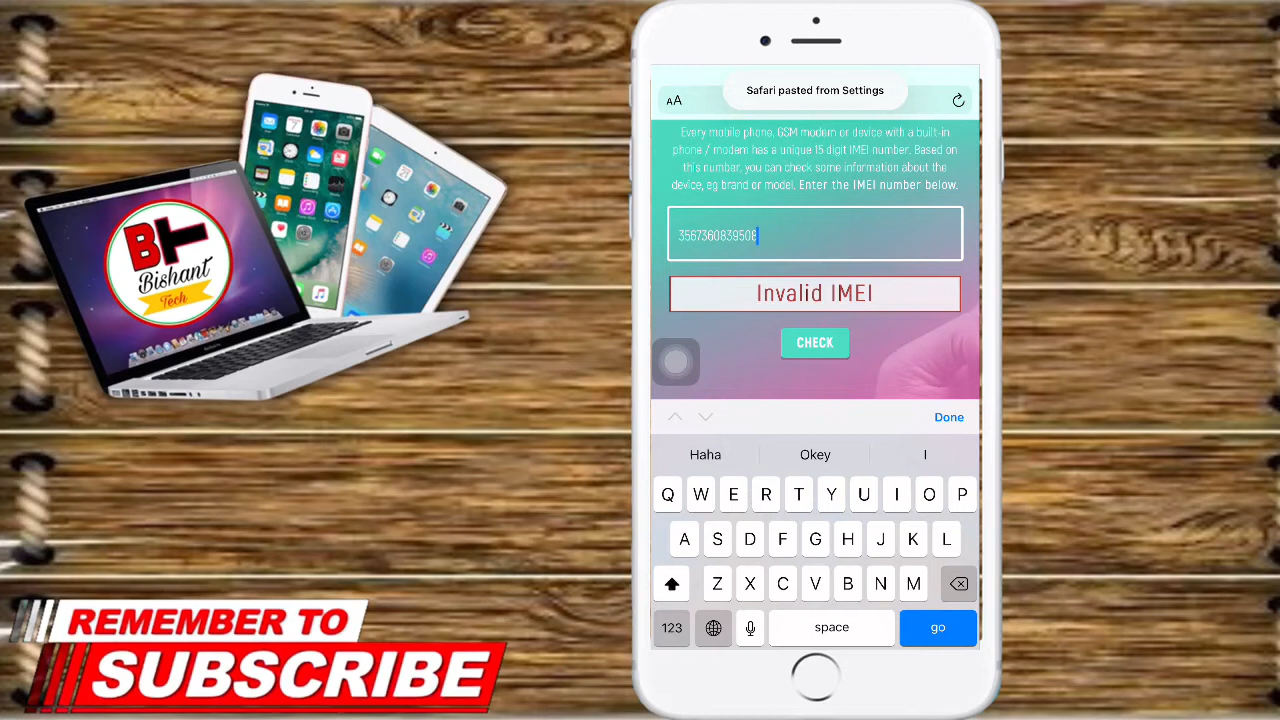 BT
Bishant
Tech
REMEMBER TO
SUBSCRIBE
AA
Safari pasted from Settings
Every mobile phone, GSM modem or device with a built-in
phone / modem has a unique 15 digit IMEI number. Based on
this number, you can check some information about the
device, eg brand or model. Enter the IMEI number below.
Invalid IMEI
CHECK
Done
Haha Okey I
Q W E R T Y U I O P
A S D F G H J K L
Z X C V B N M
123 space go